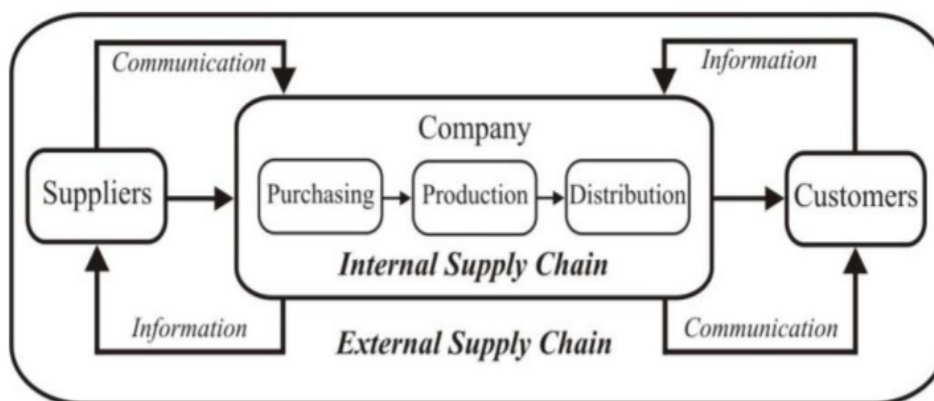 Communication
Information
Company
Suppliers
Purchasing
Production
Distribution
Customers
Internal Supply Chain
Information
External Supply Chain
Communication